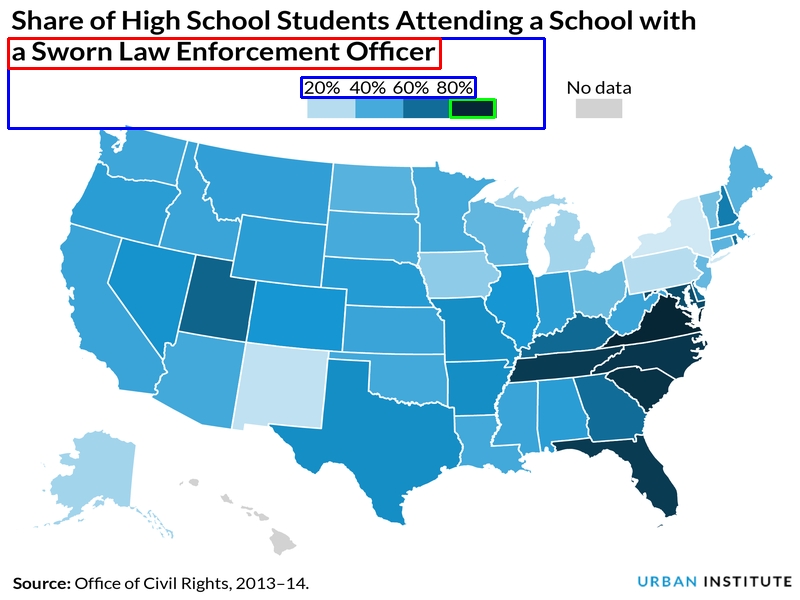 Share of High School Students Attending a School with
a Sworn Law Enforcement Officer
20% 40% 60% 80%
No data
Source: Office of Civil Rights, 2013–14.
URBAN INSTITUTE